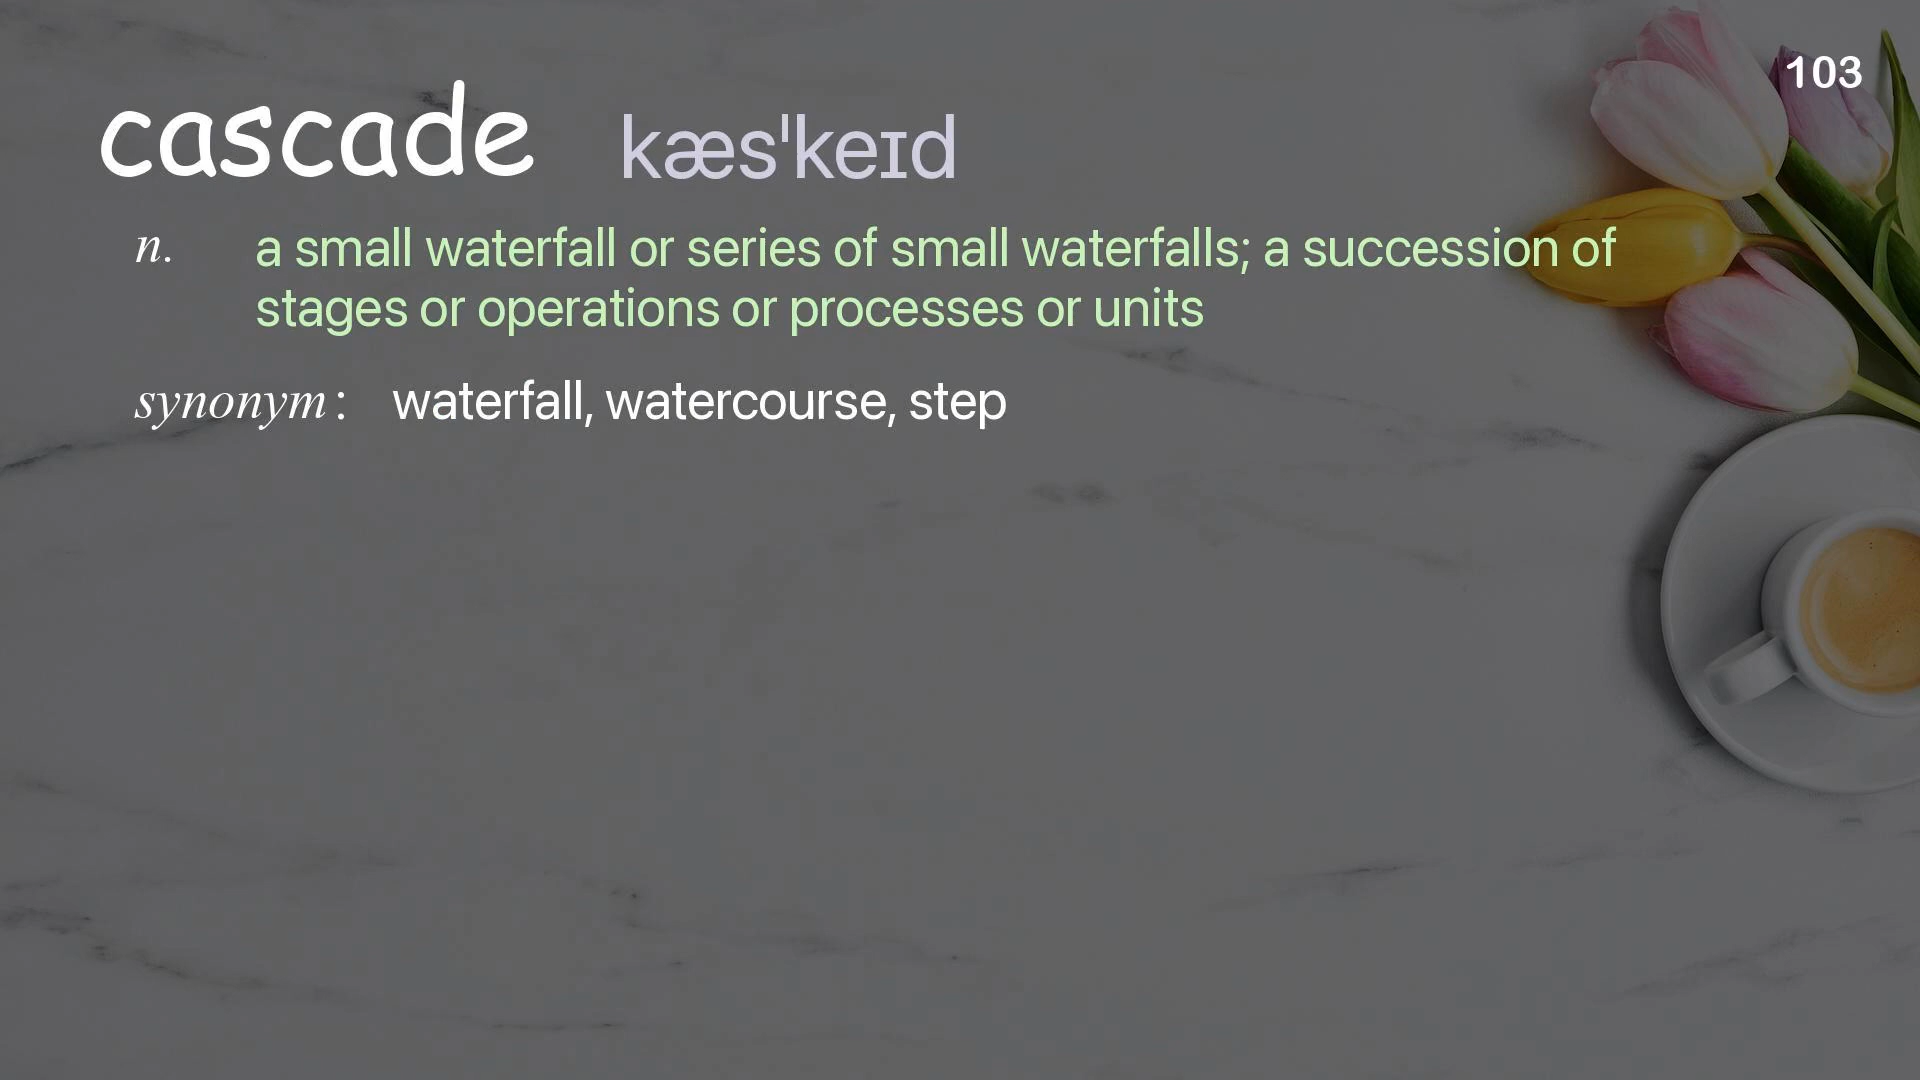 103
cascade kæsˈkeɪd
n. a small waterfall or series of small waterfalls; a succession of
stages or operations or processes or units
synonym : waterfall, watercourse, step